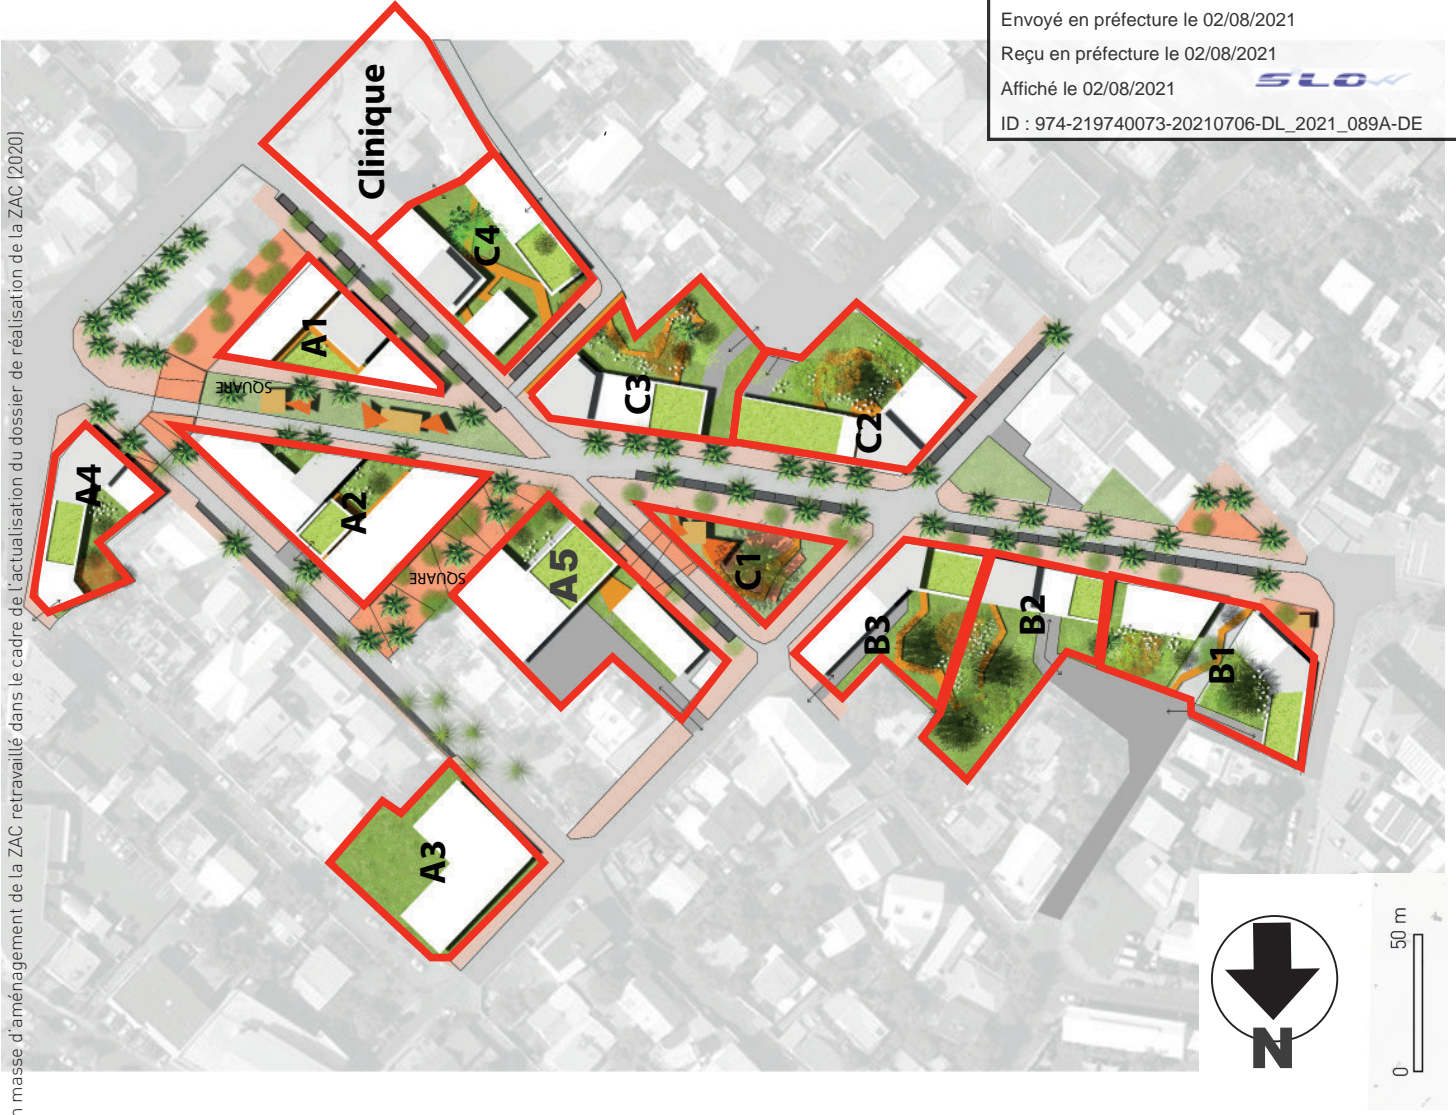 Envoyé en préfecture le 02/08/2021
Reçu en préfecture le 02/08/2021
Affiché le 02/08/2021
SLO
ID : 974-219740073-20210706-DL_2021_089A-DE
n masse d'aménagement de la ZAC retravaillé dans le cadre de l'actualisation du dossier de réalisation de la ZAC (2020)
Clinique
C4
A1
SQUARE
C3
C2
A4
A2
SQUARE
A5
C1
B3
B2
B1
A3
N
0
50 m